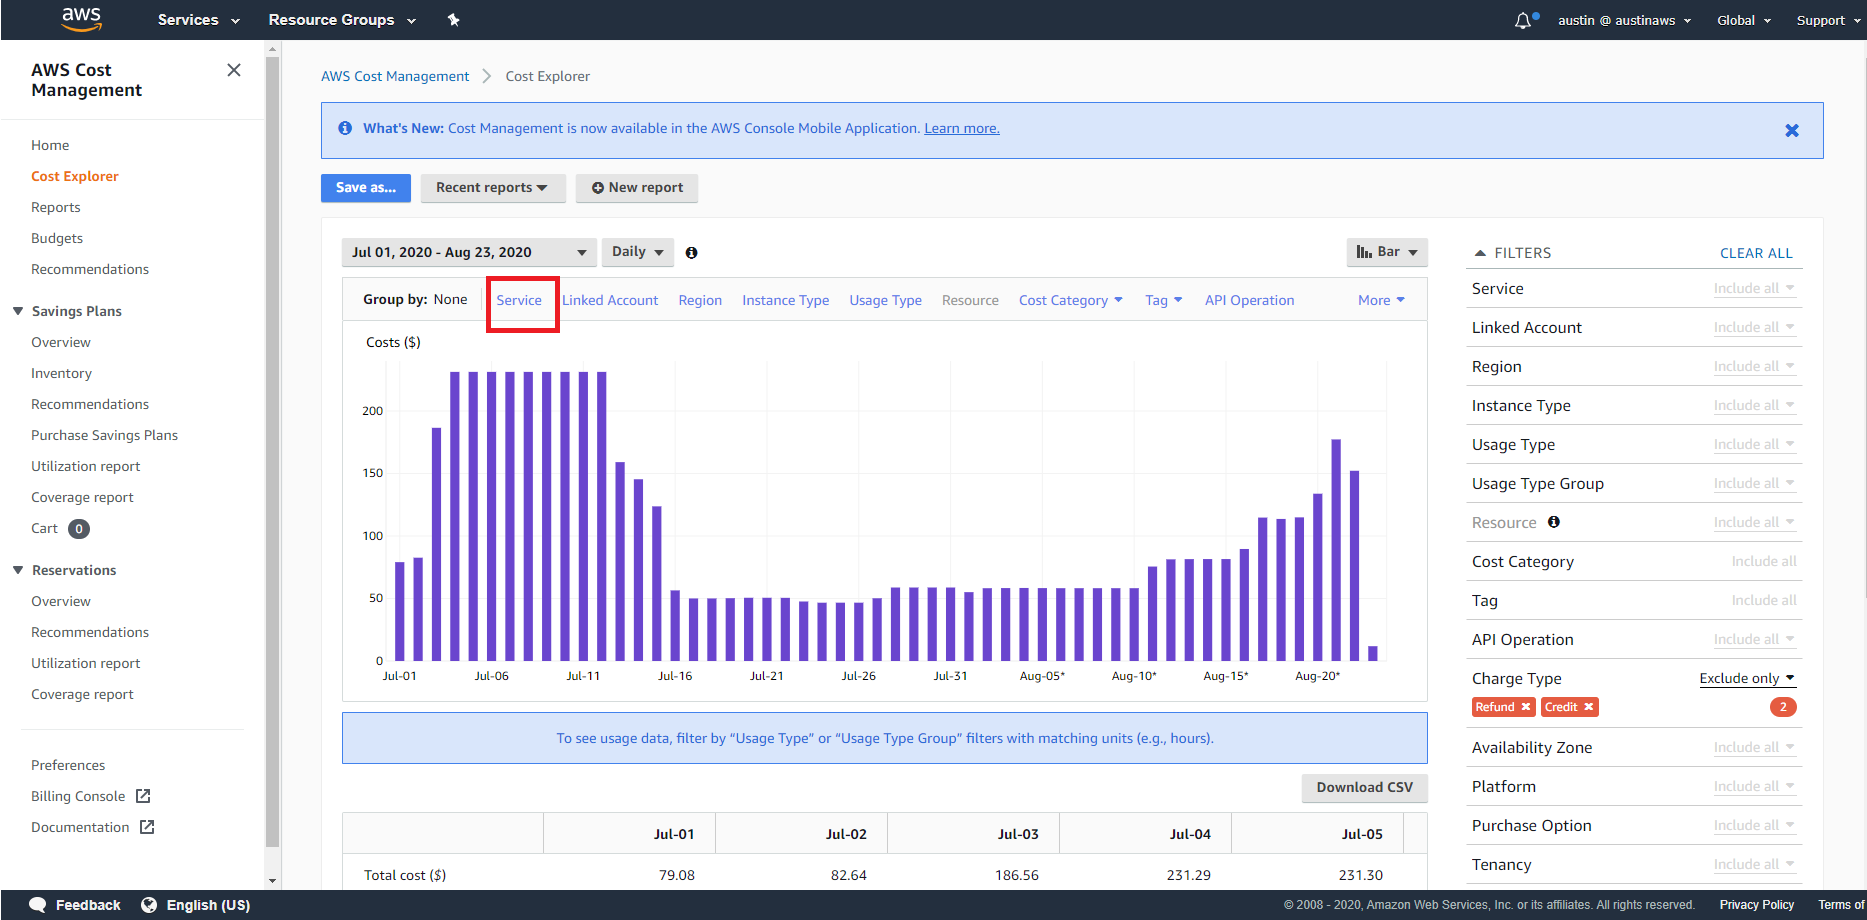 aws Services Resource Groups austin @ austinaws Global Support
AWS Cost
Management
Home
Cost Explorer
Reports
Budgets
Recommendations
Savings Plans
Overview
Inventory
Recommendations
Purchase Savings Plans
Utilization report
Coverage report
Cart 0
Reservations
Overview
Recommendations
Utilization report
Coverage report
Preferences
Billing Console
Documentation
AWS Cost Management Cost Explorer
What's New: Cost Management is now available in the AWS Console Mobile Application. Learn more.
Save as... Recent reports New report
Jul 01, 2020 - Aug 23, 2020 Daily Bar
Group by: None Service Linked Account Region Instance Type Usage Type Resource Cost Category Tag API Operation More
Costs ($)
200
150
100
50
0
Jul-01 Jul-06 Jul-11 Jul-16 Jul-21 Jul-26 Jul-31 Aug-05* Aug-10* Aug-15* Aug-20*
To see usage data, filter by “Usage Type” or “Usage Type Group” filters with matching units (e.g., hours).
Download CSV
Jul-01 Jul-02 Jul-03 Jul-04 Jul-05
Total cost ($) 79.08 82.64 186.56 231.29 231.30
FILTERS CLEAR ALL
Service Include all
Linked Account Include all
Region Include all
Instance Type Include all
Usage Type Include all
Usage Type Group Include all
Resource Include all
Cost Category Include all
Tag Include all
API Operation Include all
Charge Type Exclude only
Refund Credit 2
Availability Zone Include all
Platform Include all
Purchase Option Include all
Tenancy Include all
Feedback English (US) © 2008 - 2020, Amazon Web Services, Inc. or its affiliates. All rights reserved. Privacy Policy Terms of